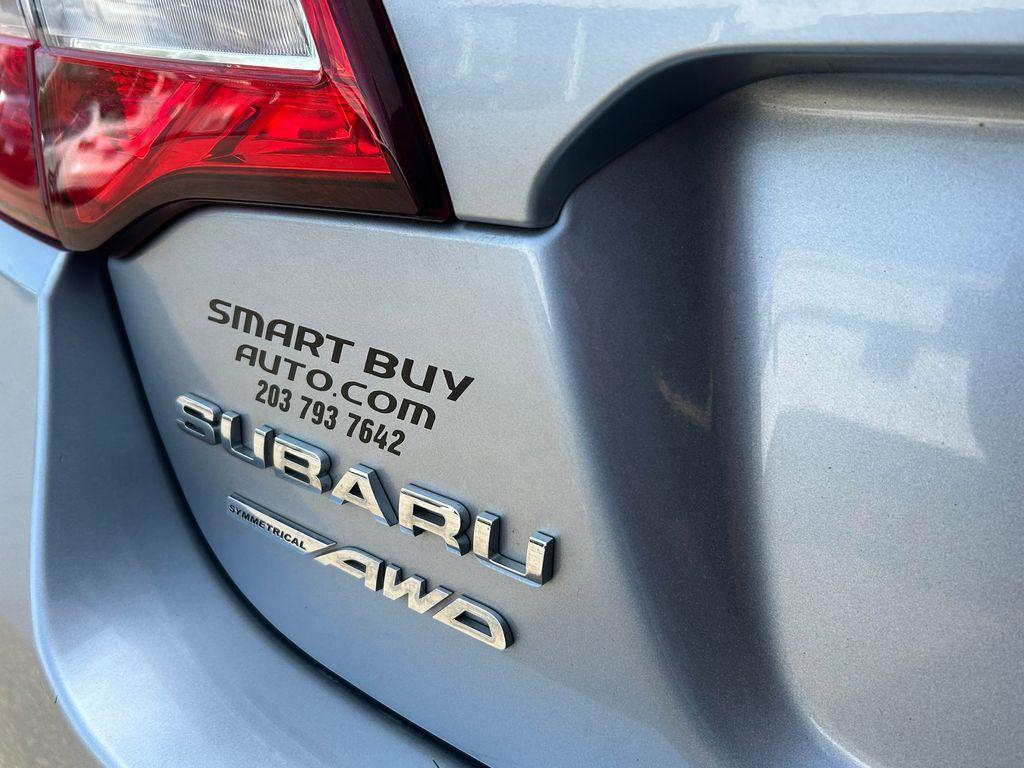 SMART BUY
AUTO.COM
203 793 7642
SUBARU
SYMMETRICAL AWD